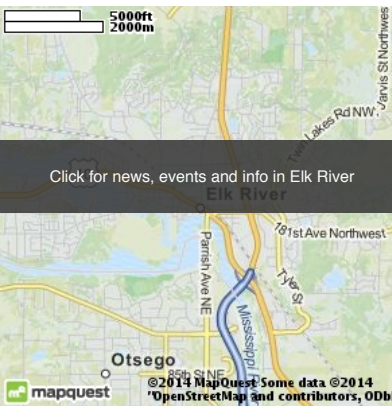 5000ft
2000m
Jarvis St Northwes
Twin Lakes Rd NW
Click for news, events and info in Elk River
Elk River
181st Ave Northwest
Parrish Ave NE
Tyler St
Mississippi
Otsego
85th St NE
mapquest
©2014 MapQuest Some data ©2014
OpenStreetMap and contributors, ODb